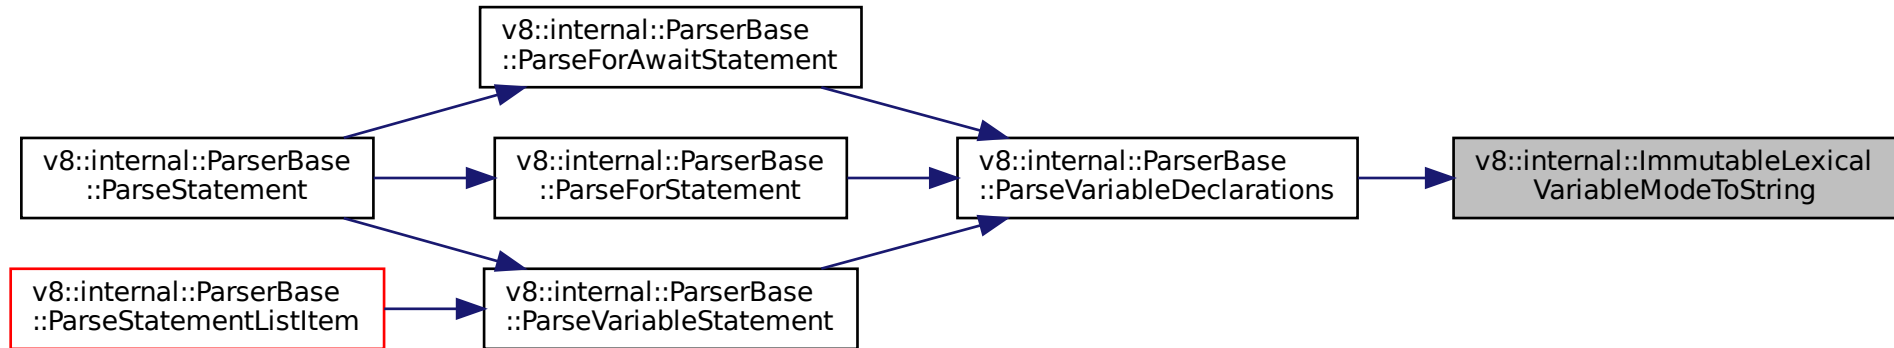 v8::internal::ParserBase
::ParseForAwaitStatement
v8::internal::ParserBase
::ParseStatement
v8::internal::ParserBase
::ParseForStatement
v8::internal::ParserBase
::ParseVariableDeclarations
v8::internal::ImmutableLexical
VariableModeToString
v8::internal::ParserBase
::ParseStatementListItem
v8::internal::ParserBase
::ParseVariableStatement